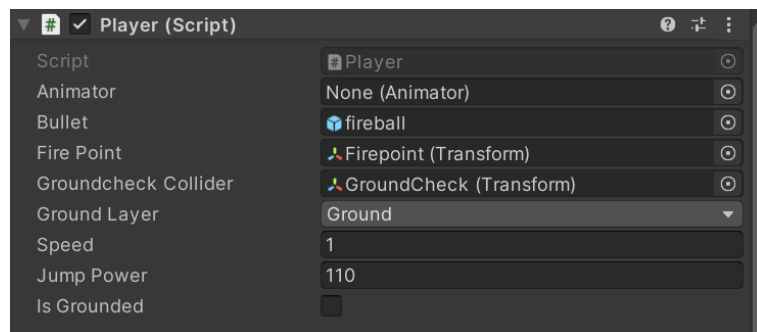 Player (Script)
Script Player
Animator None (Animator)
Bullet fireball
Fire Point Firepoint (Transform)
Groundcheck Collider GroundCheck (Transform)
Ground Layer Ground
Speed 1
Jump Power 110
Is Grounded